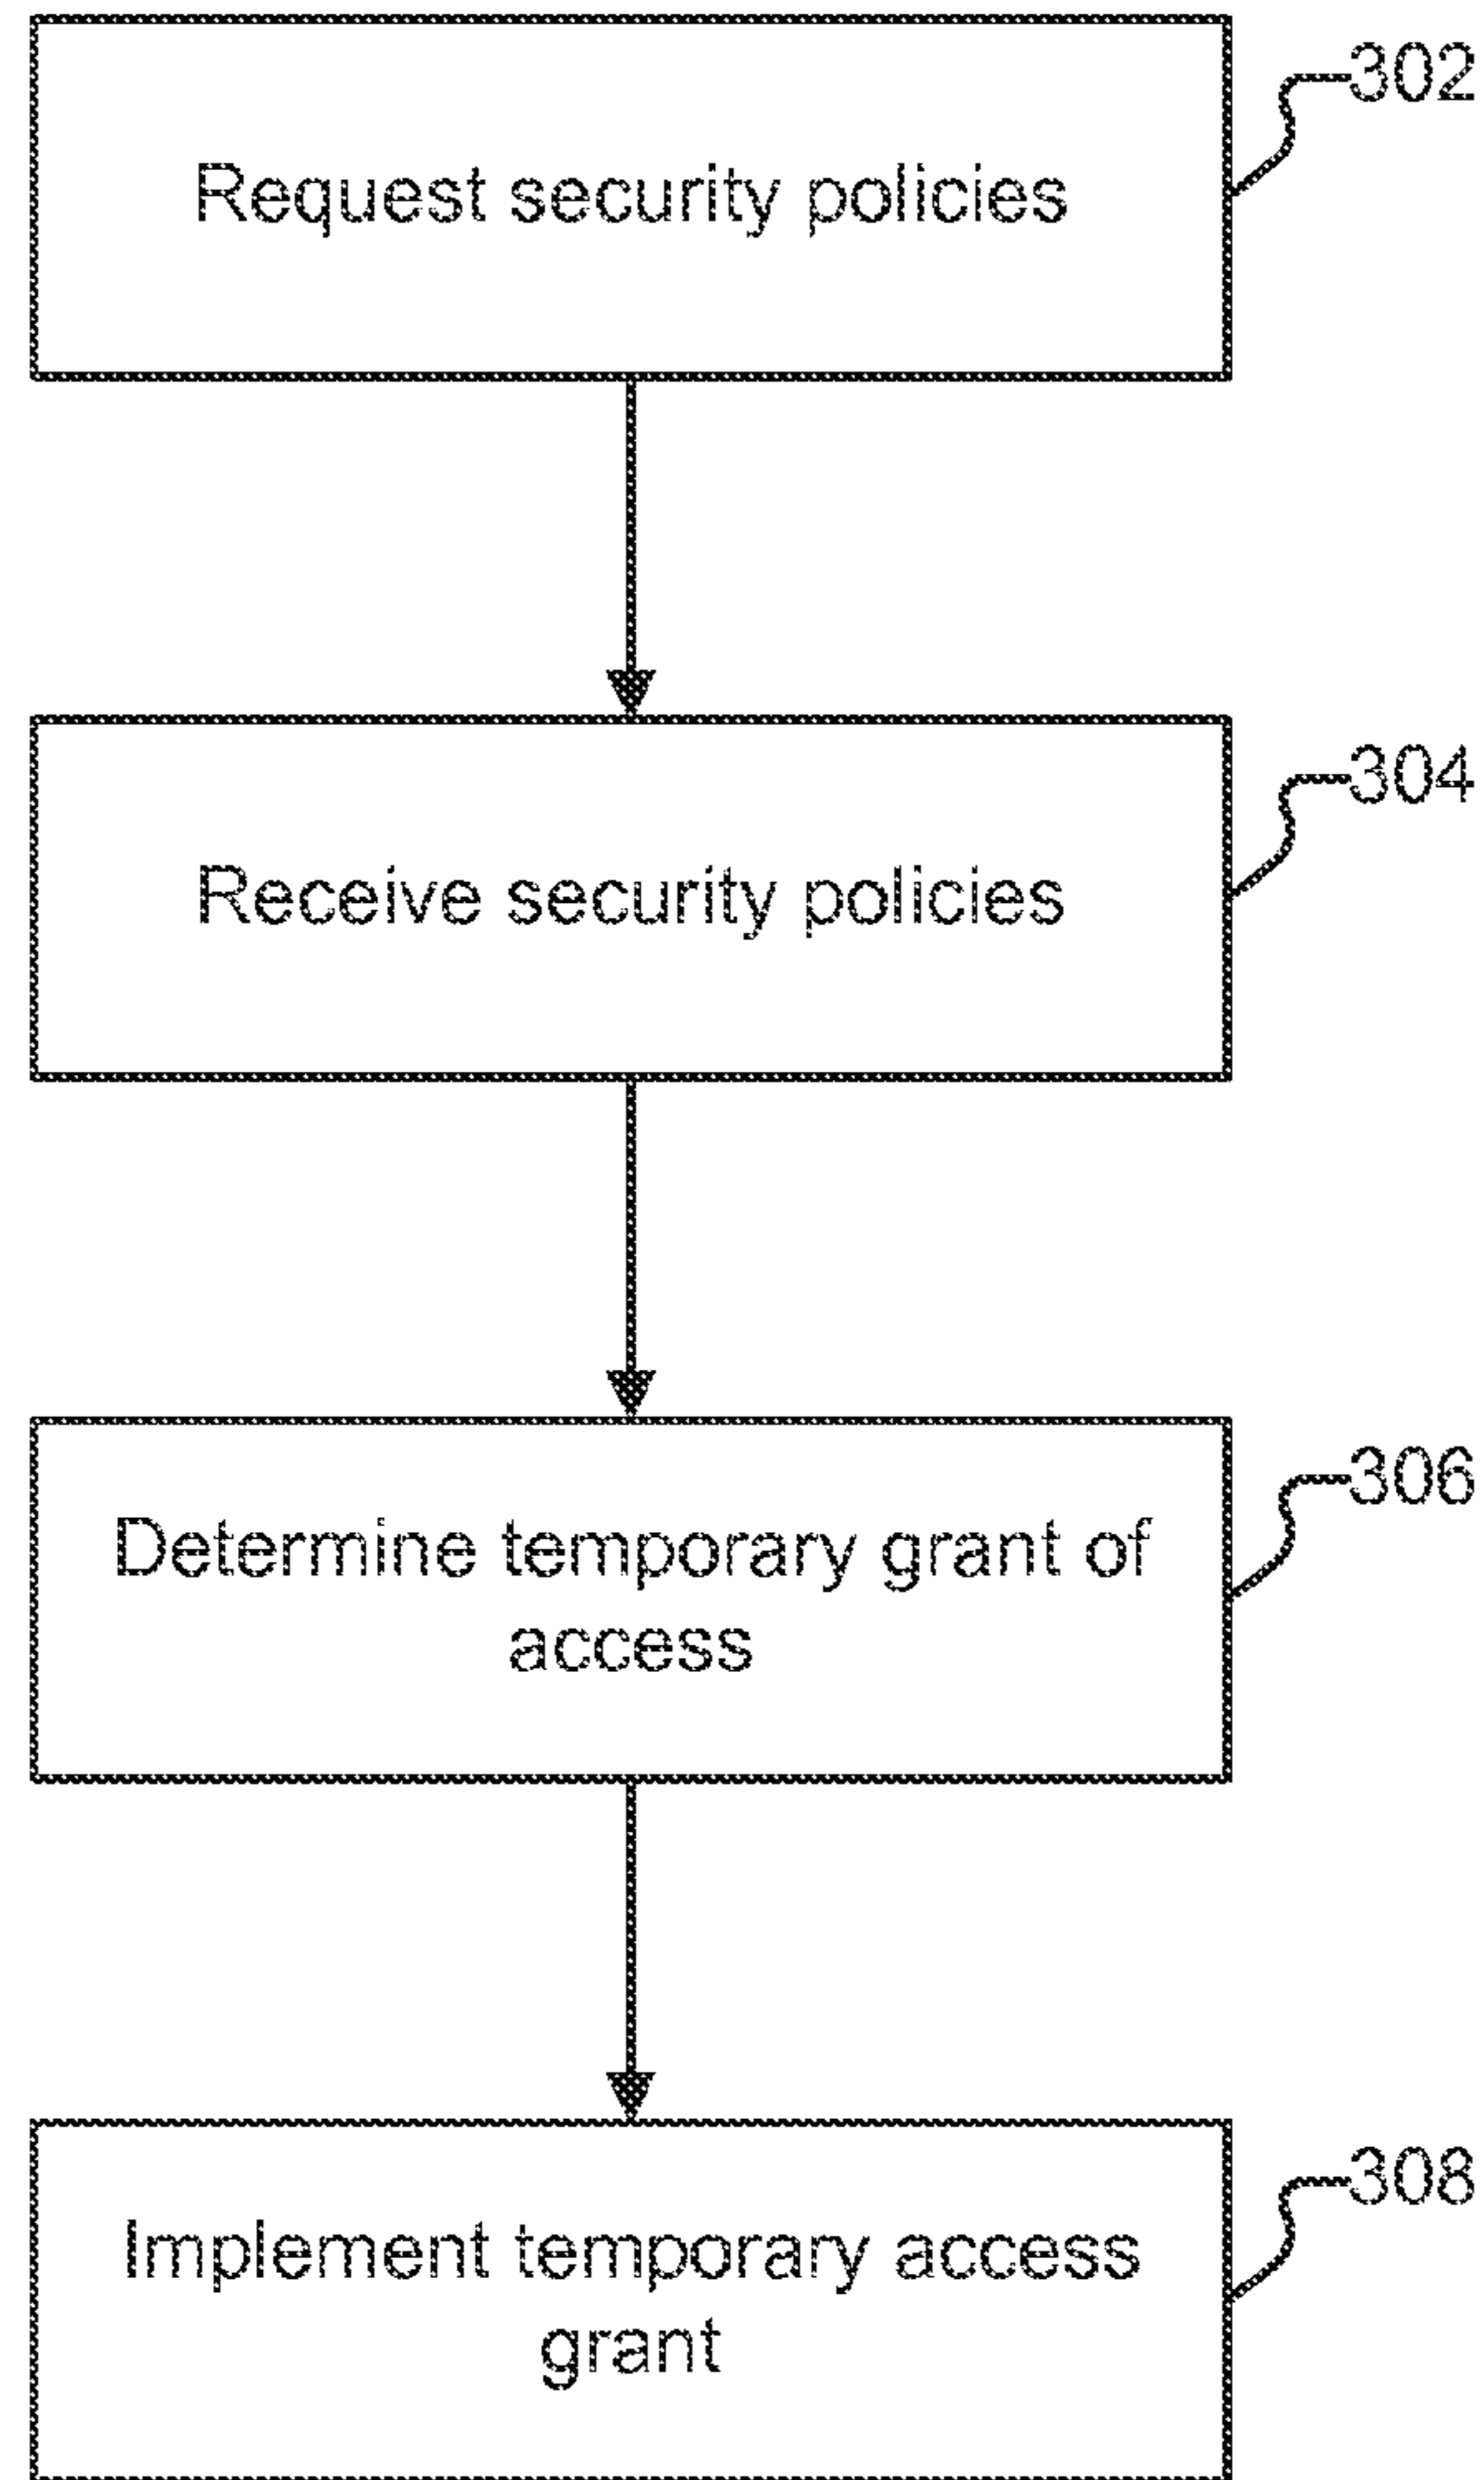 302
Request security policies
304
Receive security policies
306
Determine temporary grant of
access
308
Implement temporary access
grant